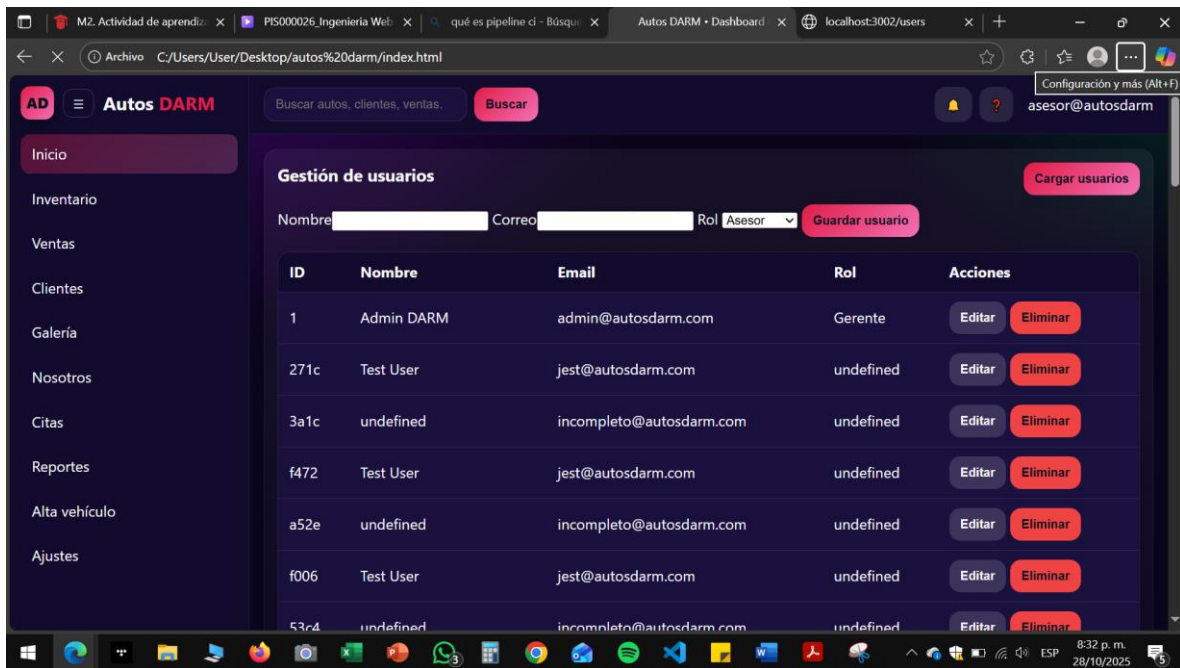 M2. Actividad de aprendiz
PIS000026_Ingenieria Web
qué es pipeline ci - Búsque
Autos DARM • Dashboard
localhost:3002/users
Archivo C:/Users/User/Desktop/autos%20darm/index.html
Configuración y más (Alt+F)
AD Autos DARM
Buscar autos, clientes, ventas. Buscar
asesor@autosdarm
Inicio
Inventario
Ventas
Clientes
Galería
Nosotros
Citas
Reportes
Alta vehículo
Ajustes
Gestión de usuarios Cargar usuarios
Nombre Correo Rol Asesor Guardar usuario
ID Nombre Email Rol Acciones
1 Admin DARM admin@autosdarm.com Gerente Editar Eliminar
271c Test User jest@autosdarm.com undefined Editar Eliminar
3a1c undefined incompleto@autosdarm.com undefined Editar Eliminar
f472 Test User jest@autosdarm.com undefined Editar Eliminar
a52e undefined incompleto@autosdarm.com undefined Editar Eliminar
f006 Test User jest@autosdarm.com undefined Editar Eliminar
53c4 undefined incompleto@autosdarm.com undefined Editar Eliminar
3
ESP
8:32 p. m.
28/10/2025
5